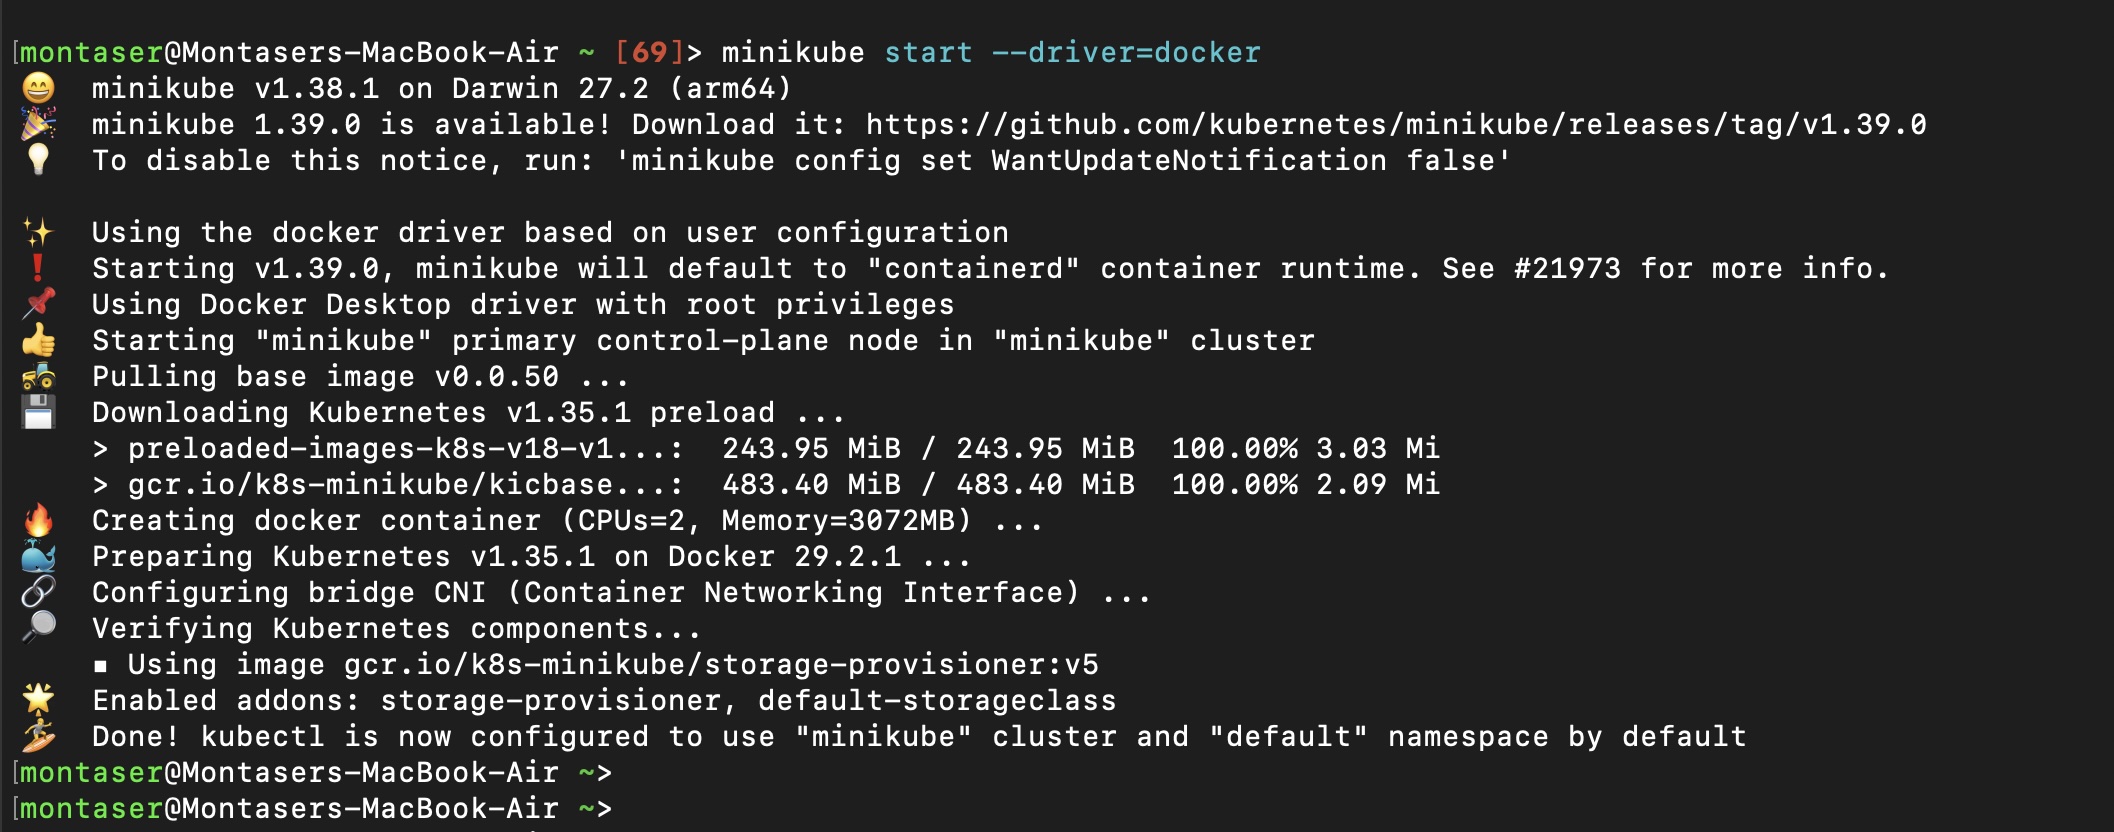 [montaser@Montasers-MacBook-Air ~ [69]> minikube start --driver=docker
😄  minikube v1.38.1 on Darwin 27.2 (arm64)
🎉  minikube 1.39.0 is available! Download it: https://github.com/kubernetes/minikube/releases/tag/v1.39.0
💡  To disable this notice, run: 'minikube config set WantUpdateNotification false'

✨  Using the docker driver based on user configuration
❗  Starting v1.39.0, minikube will default to "containerd" container runtime. See #21973 for more info.
📌  Using Docker Desktop driver with root privileges
👍  Starting "minikube" primary control-plane node in "minikube" cluster
🚜  Pulling base image v0.0.50 ...
💾  Downloading Kubernetes v1.35.1 preload ...
    > preloaded-images-k8s-v18-v1...:  243.95 MiB / 243.95 MiB  100.00% 3.03 Mi
    > gcr.io/k8s-minikube/kicbase...:  483.40 MiB / 483.40 MiB  100.00% 2.09 Mi
🔥  Creating docker container (CPUs=2, Memory=3072MB) ...
🐳  Preparing Kubernetes v1.35.1 on Docker 29.2.1 ...
🔗  Configuring bridge CNI (Container Networking Interface) ...
🔎  Verifying Kubernetes components...
    ▪ Using image gcr.io/k8s-minikube/storage-provisioner:v5
🌟  Enabled addons: storage-provisioner, default-storageclass
🏄  Done! kubectl is now configured to use "minikube" cluster and "default" namespace by default
[montaser@Montasers-MacBook-Air ~>
[montaser@Montasers-MacBook-Air ~>